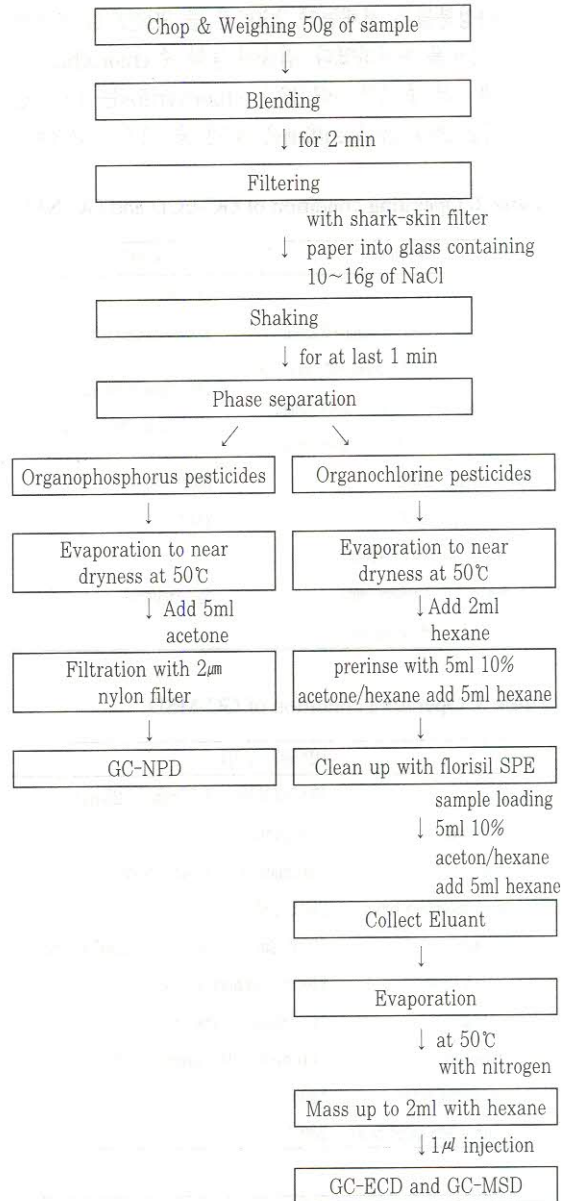 Chop & Weighing 50g of sample
↓
Blending
↓ for 2 min
Filtering
with shark-skin filter
↓ paper into glass containing
10~16g of NaCl
Shaking
↓ for at last 1 min
Phase separation
↙ ↘
Organophosphorus pesticides
↓
Evaporation to near
dryness at 50℃
↓ Add 5ml
acetone
Filtration with 2㎛
nylon filter
↓
GC-NPD
Organochlorine pesticides
↓
Evaporation to near
dryness at 50℃
↓Add 2ml
hexane
prerinse with 5ml 10%
acetone/hexane add 5ml hexane
↓
Clean up with florisil SPE
sample loading
↓ 5ml 10%
aceton/hexane
add 5ml hexane
Collect Eluant
↓
Evaporation
↓ at 50℃
with nitrogen
Mass up to 2ml with hexane
↓1㎕ injection
GC-ECD and GC-MSD